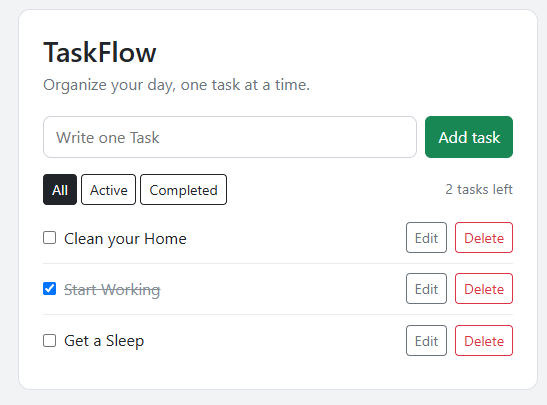 TaskFlow
Organize your day, one task at a time.
Write one Task Add task
All Active Completed 2 tasks left
Clean your Home Edit Delete
Start Working Edit Delete
Get a Sleep Edit Delete